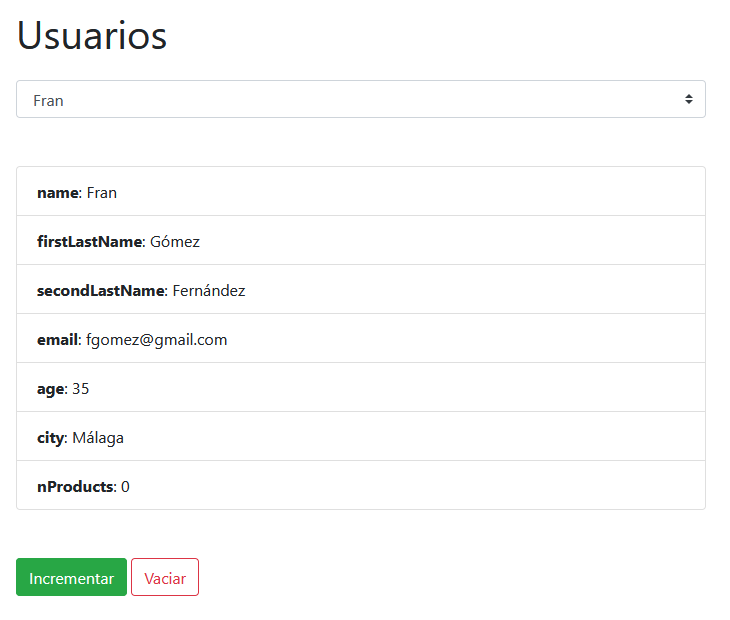 Usuarios
Fran
name: Fran
firstLastName: Gómez
secondLastName: Fernández
email: fgomez@gmail.com
age: 35
city: Málaga
nProducts: 0
Incrementar Vaciar